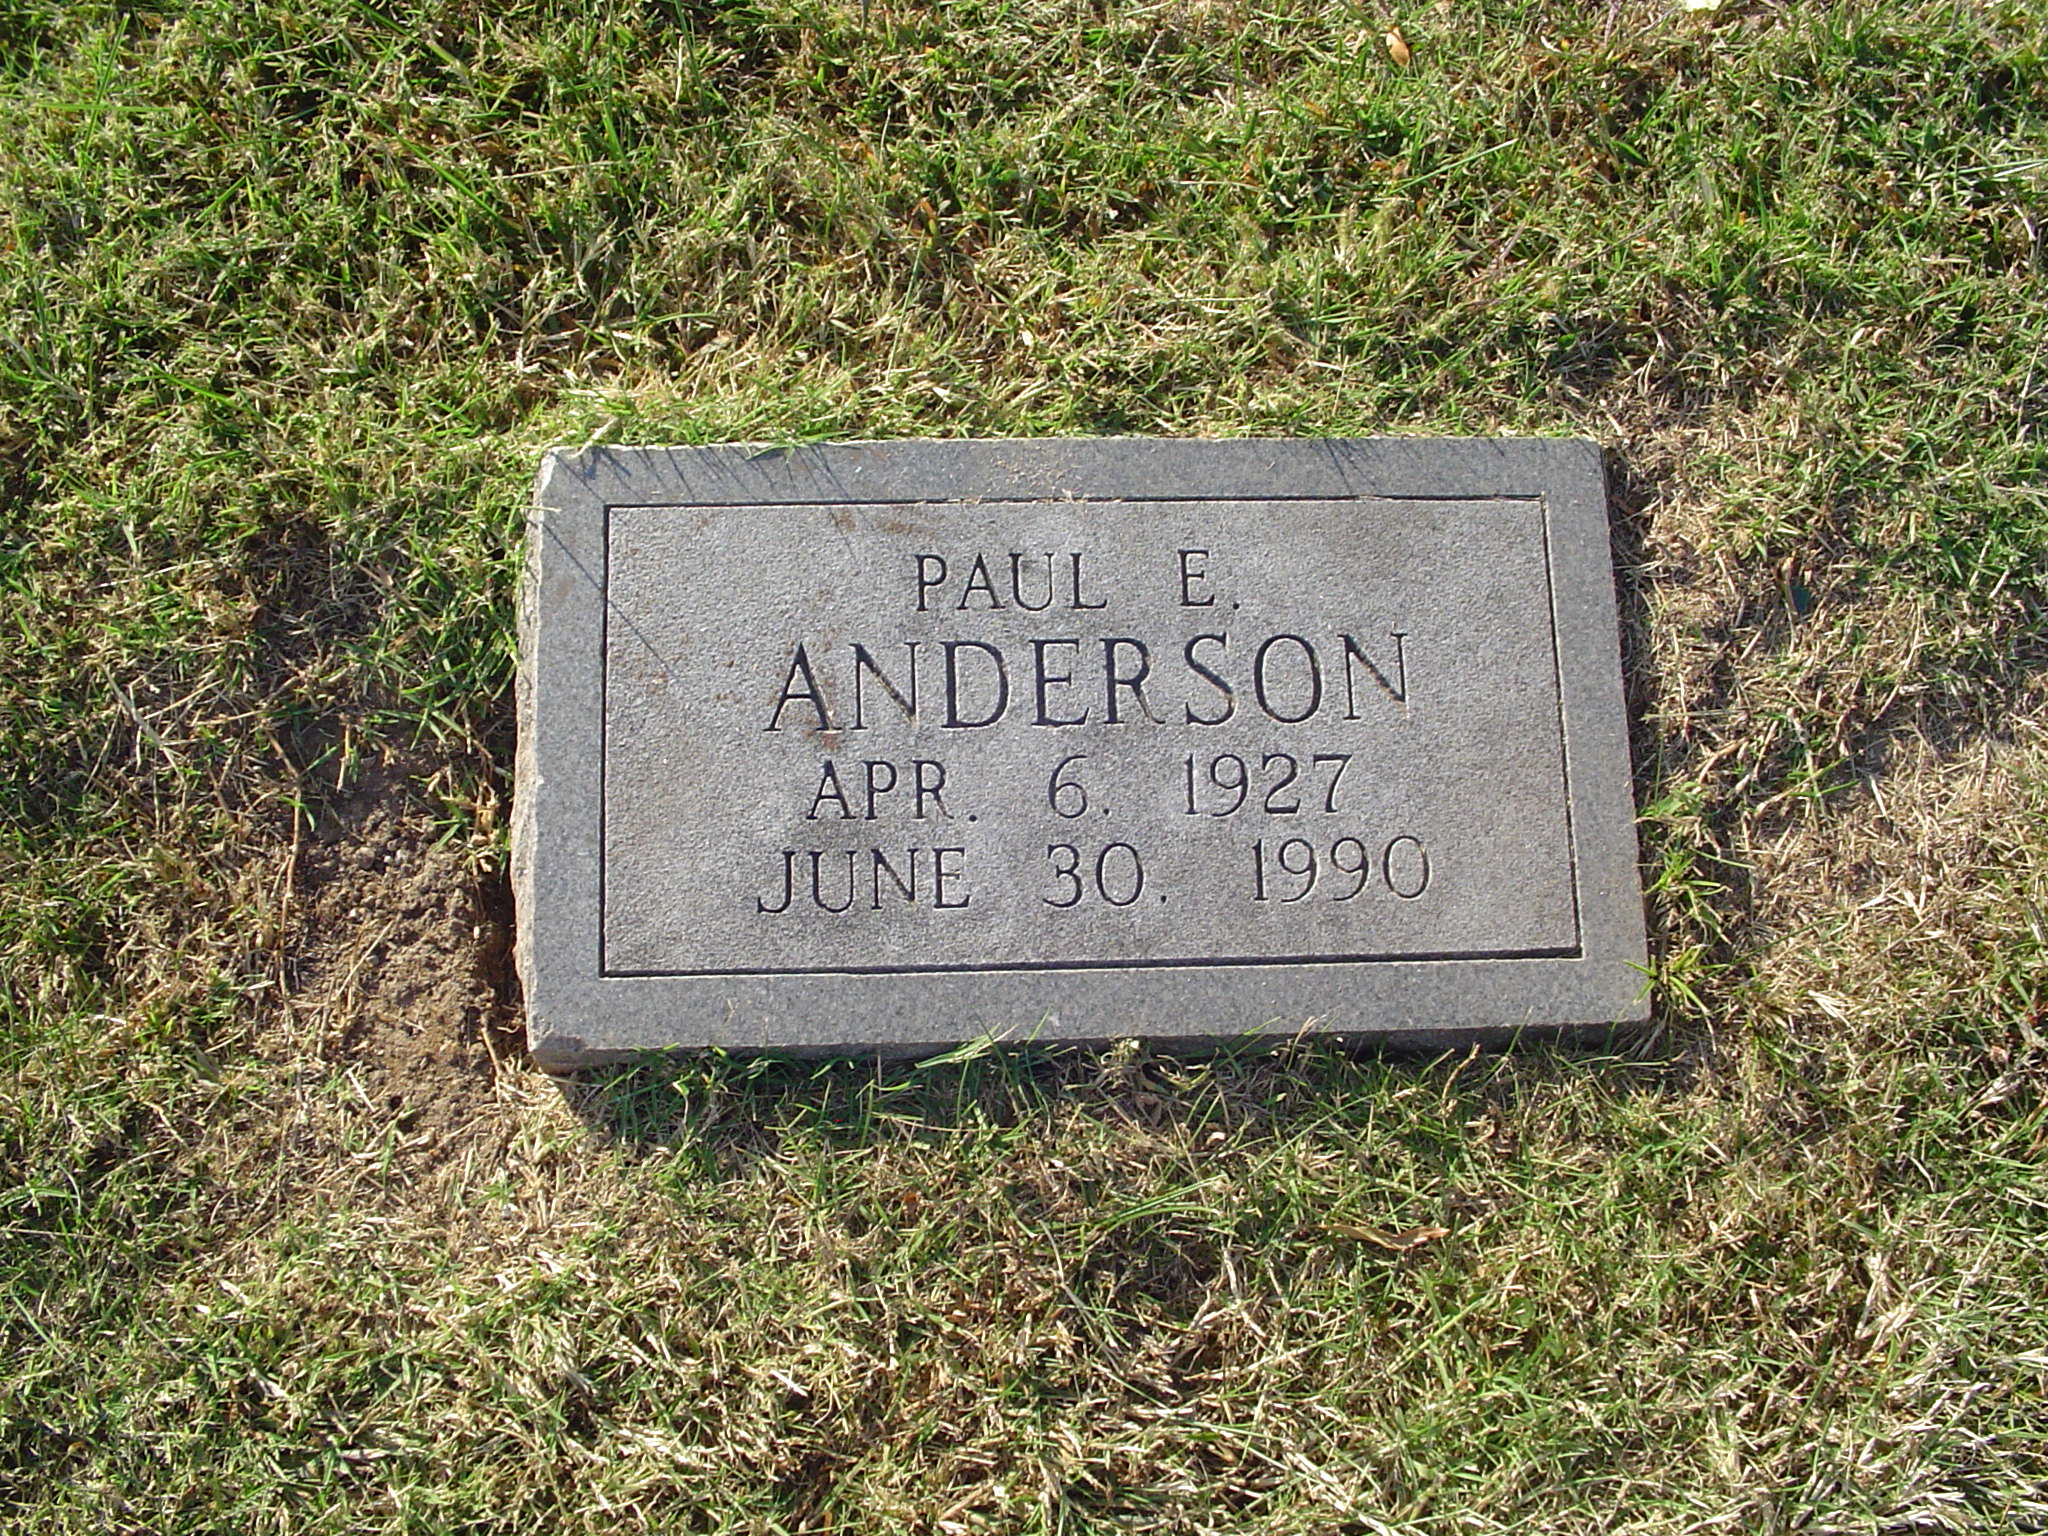 PAUL E.
ANDERSON
APR. 6. 1927
JUNE 30. 1990